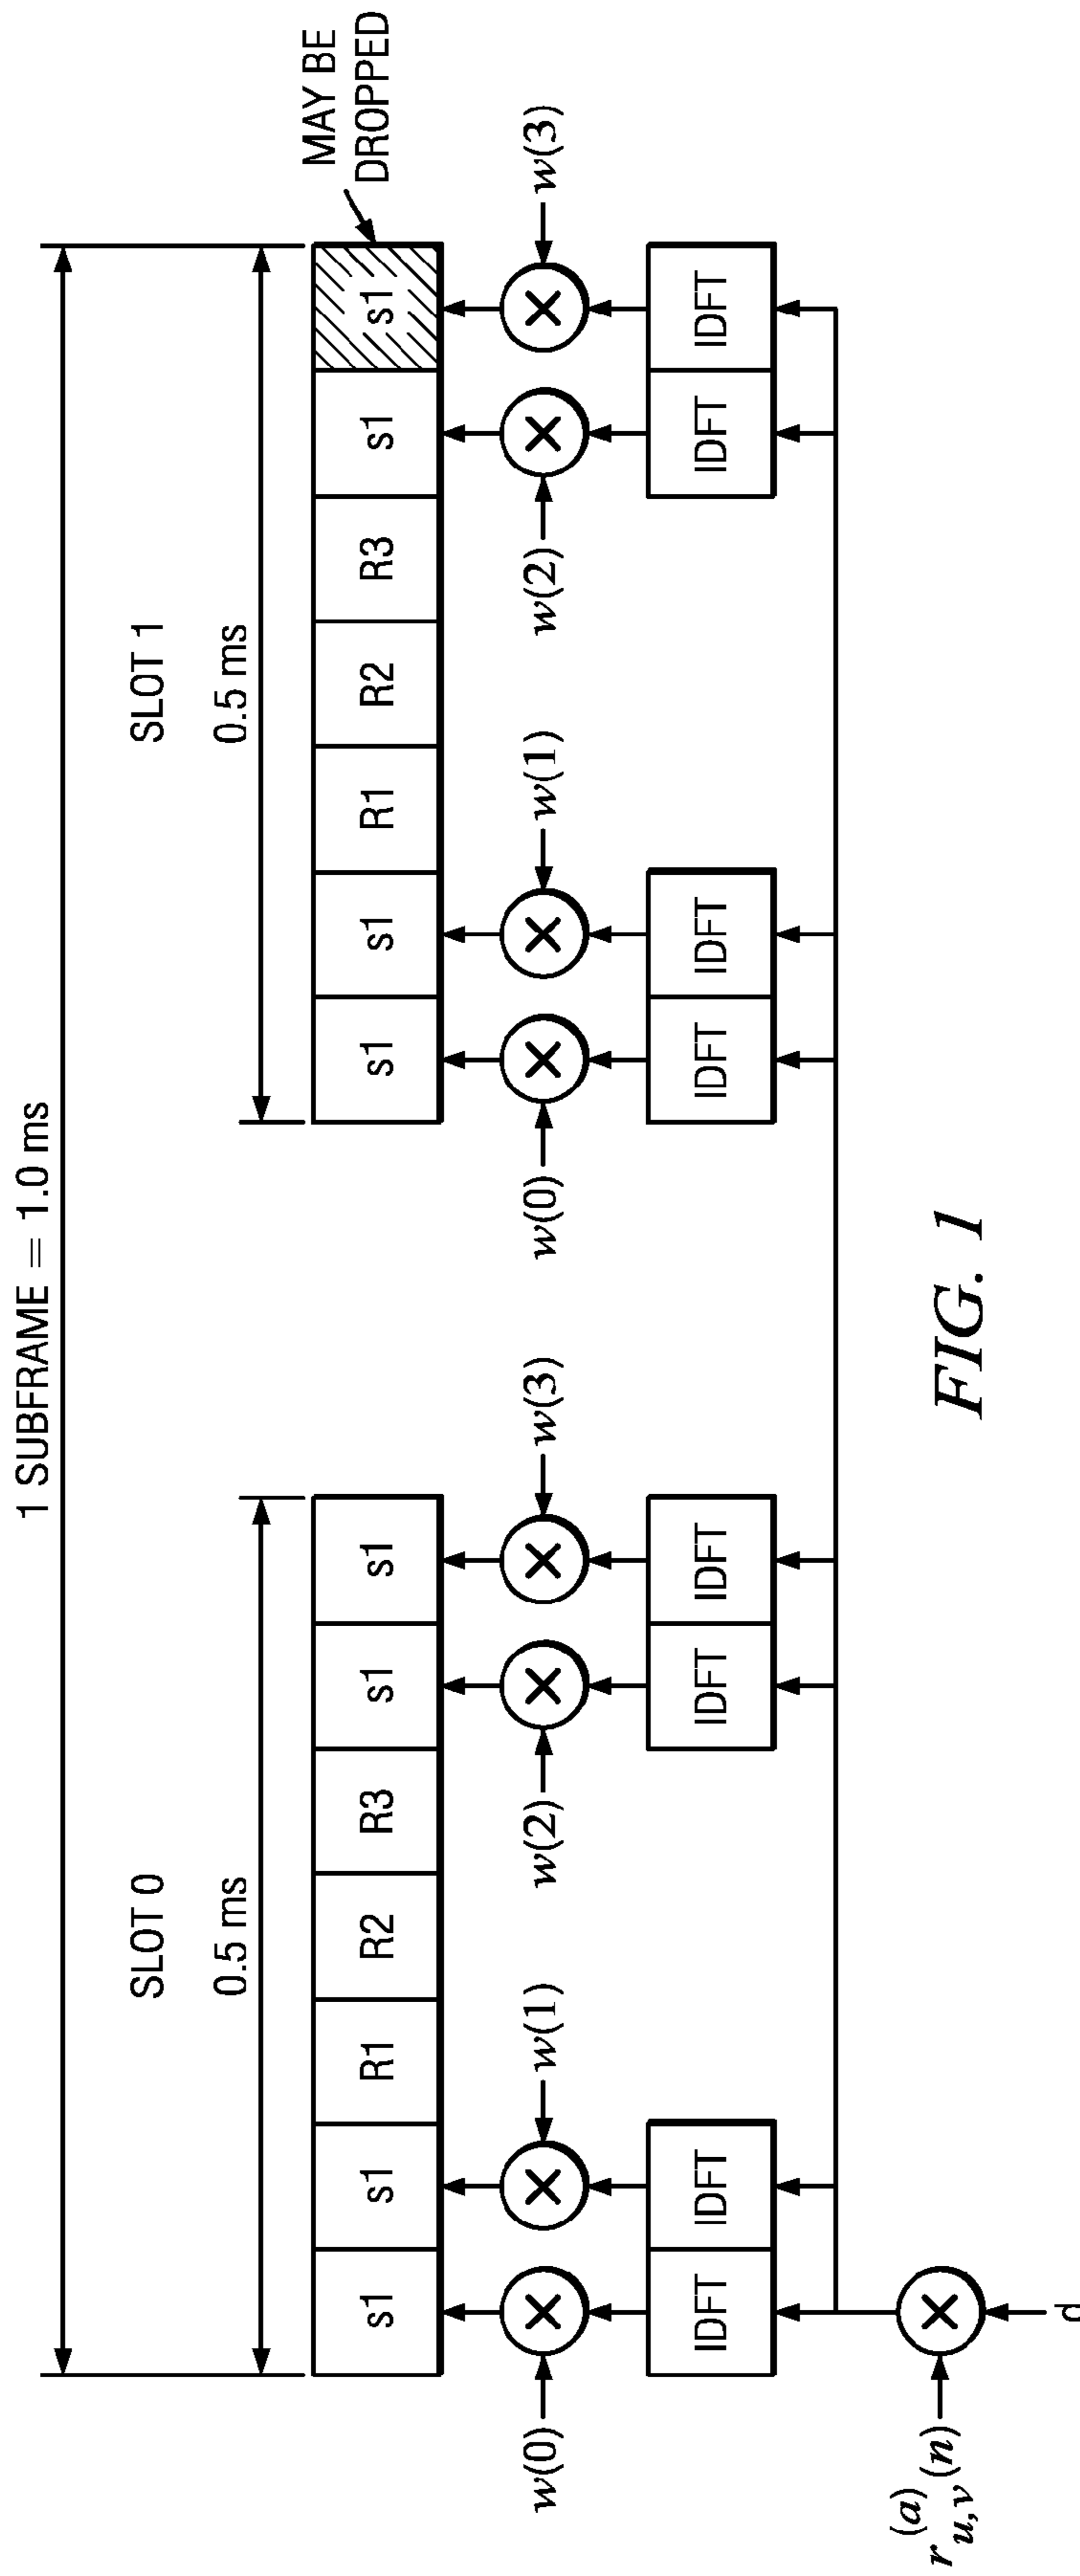 1 SUBFRAME = 1.0 ms
SLOT 0
SLOT 1
0.5 ms
0.5 ms
MAY BE
DROPPED
s1 s1 R1 R2 R3 s1 s1
s1 s1 R1 R2 R3 s1 s1
w(0) w(1) w(2) w(3)
w(0) w(1) w(2) w(3)
IDFT IDFT IDFT IDFT
IDFT IDFT IDFT IDFT
r_{u,v}^{(a)}(n)
d
FIG. 1